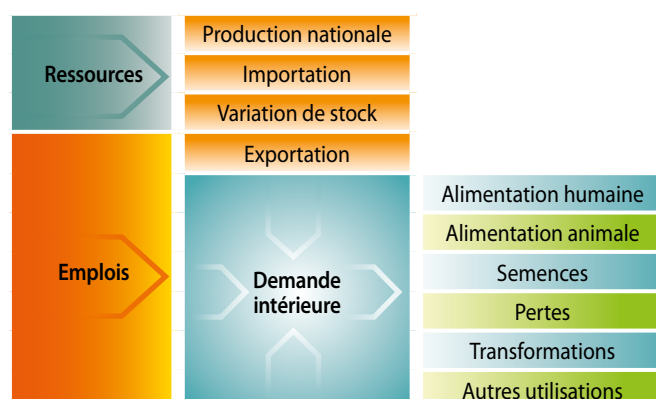 Ressources
Production nationale
Importation
Variation de stock
Emplois
Exportation
Demande
intérieure
Alimentation humaine
Alimentation animale
Semences
Pertes
Transformations
Autres utilisations